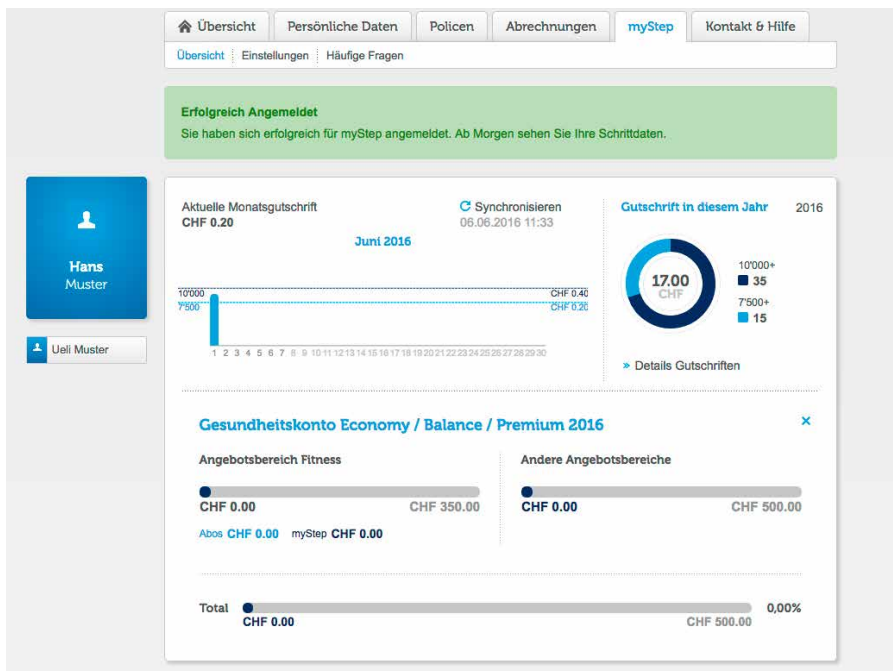 Übersicht Persönliche Daten Policen Abrechnungen myStep Kontakt & Hilfe
Übersicht Einstellungen Häufige Fragen
Erfolgreich Angemeldet
Sie haben sich erfolgreich für myStep angemeldet. Ab Morgen sehen Sie Ihre Schrittdaten.
Hans
Muster
Ueli Muster
Aktuelle Monatsgutschrift
CHF 0.20
Synchronisieren
06.06.2016 11:33
Juni 2016
10'000 CHF 0.40
7'500 CHF 0.20
1 2 3 4 5 6 7 8 9 10 11 12 13 14 15 16 17 18 19 20 21 22 23 24 25 26 27 28 29 30
Gutschrift in diesem Jahr 2016
17.00
CHF
10'000+
35
7'500+
15
» Details Gutschriften
Gesundheitskonto Economy / Balance / Premium 2016
Angebotsbereich Fitness
CHF 0.00 CHF 350.00
Abos CHF 0.00 myStep CHF 0.00
Andere Angebotsbereiche
CHF 0.00 CHF 500.00
Total 0,00%
CHF 0.00 CHF 500.00